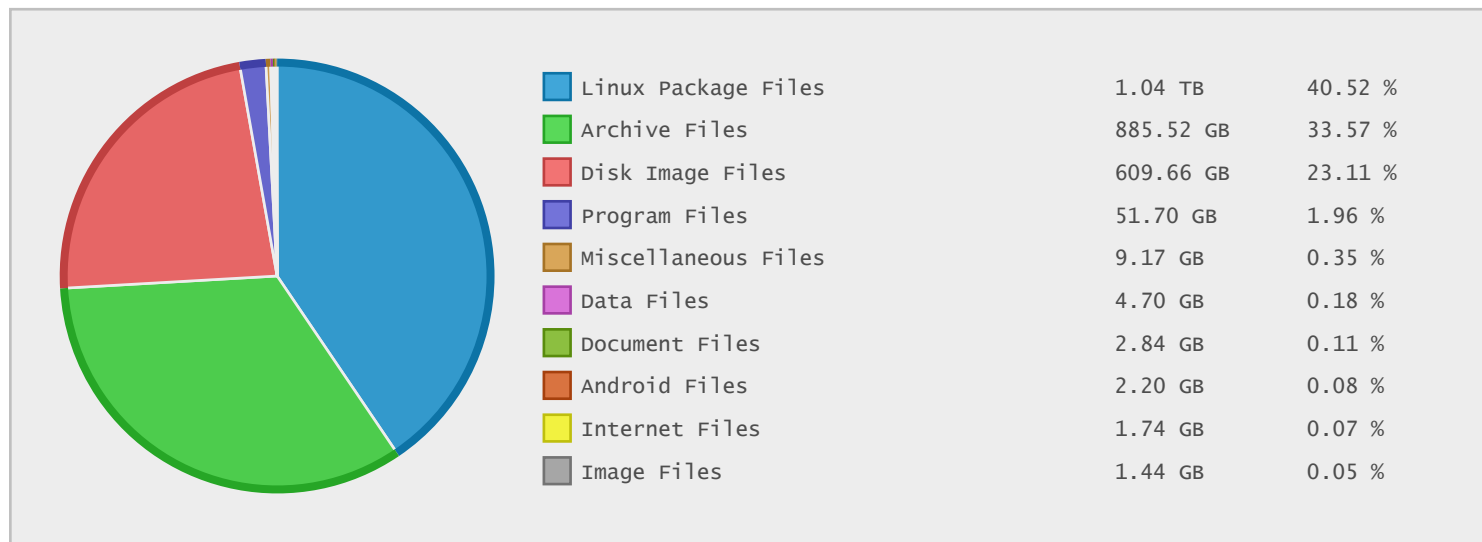 Linux Package Files 1.04 TB 40.52 %
Archive Files 885.52 GB 33.57 %
Disk Image Files 609.66 GB 23.11 %
Program Files 51.70 GB 1.96 %
Miscellaneous Files 9.17 GB 0.35 %
Data Files 4.70 GB 0.18 %
Document Files 2.84 GB 0.11 %
Android Files 2.20 GB 0.08 %
Internet Files 1.74 GB 0.07 %
Image Files 1.44 GB 0.05 %